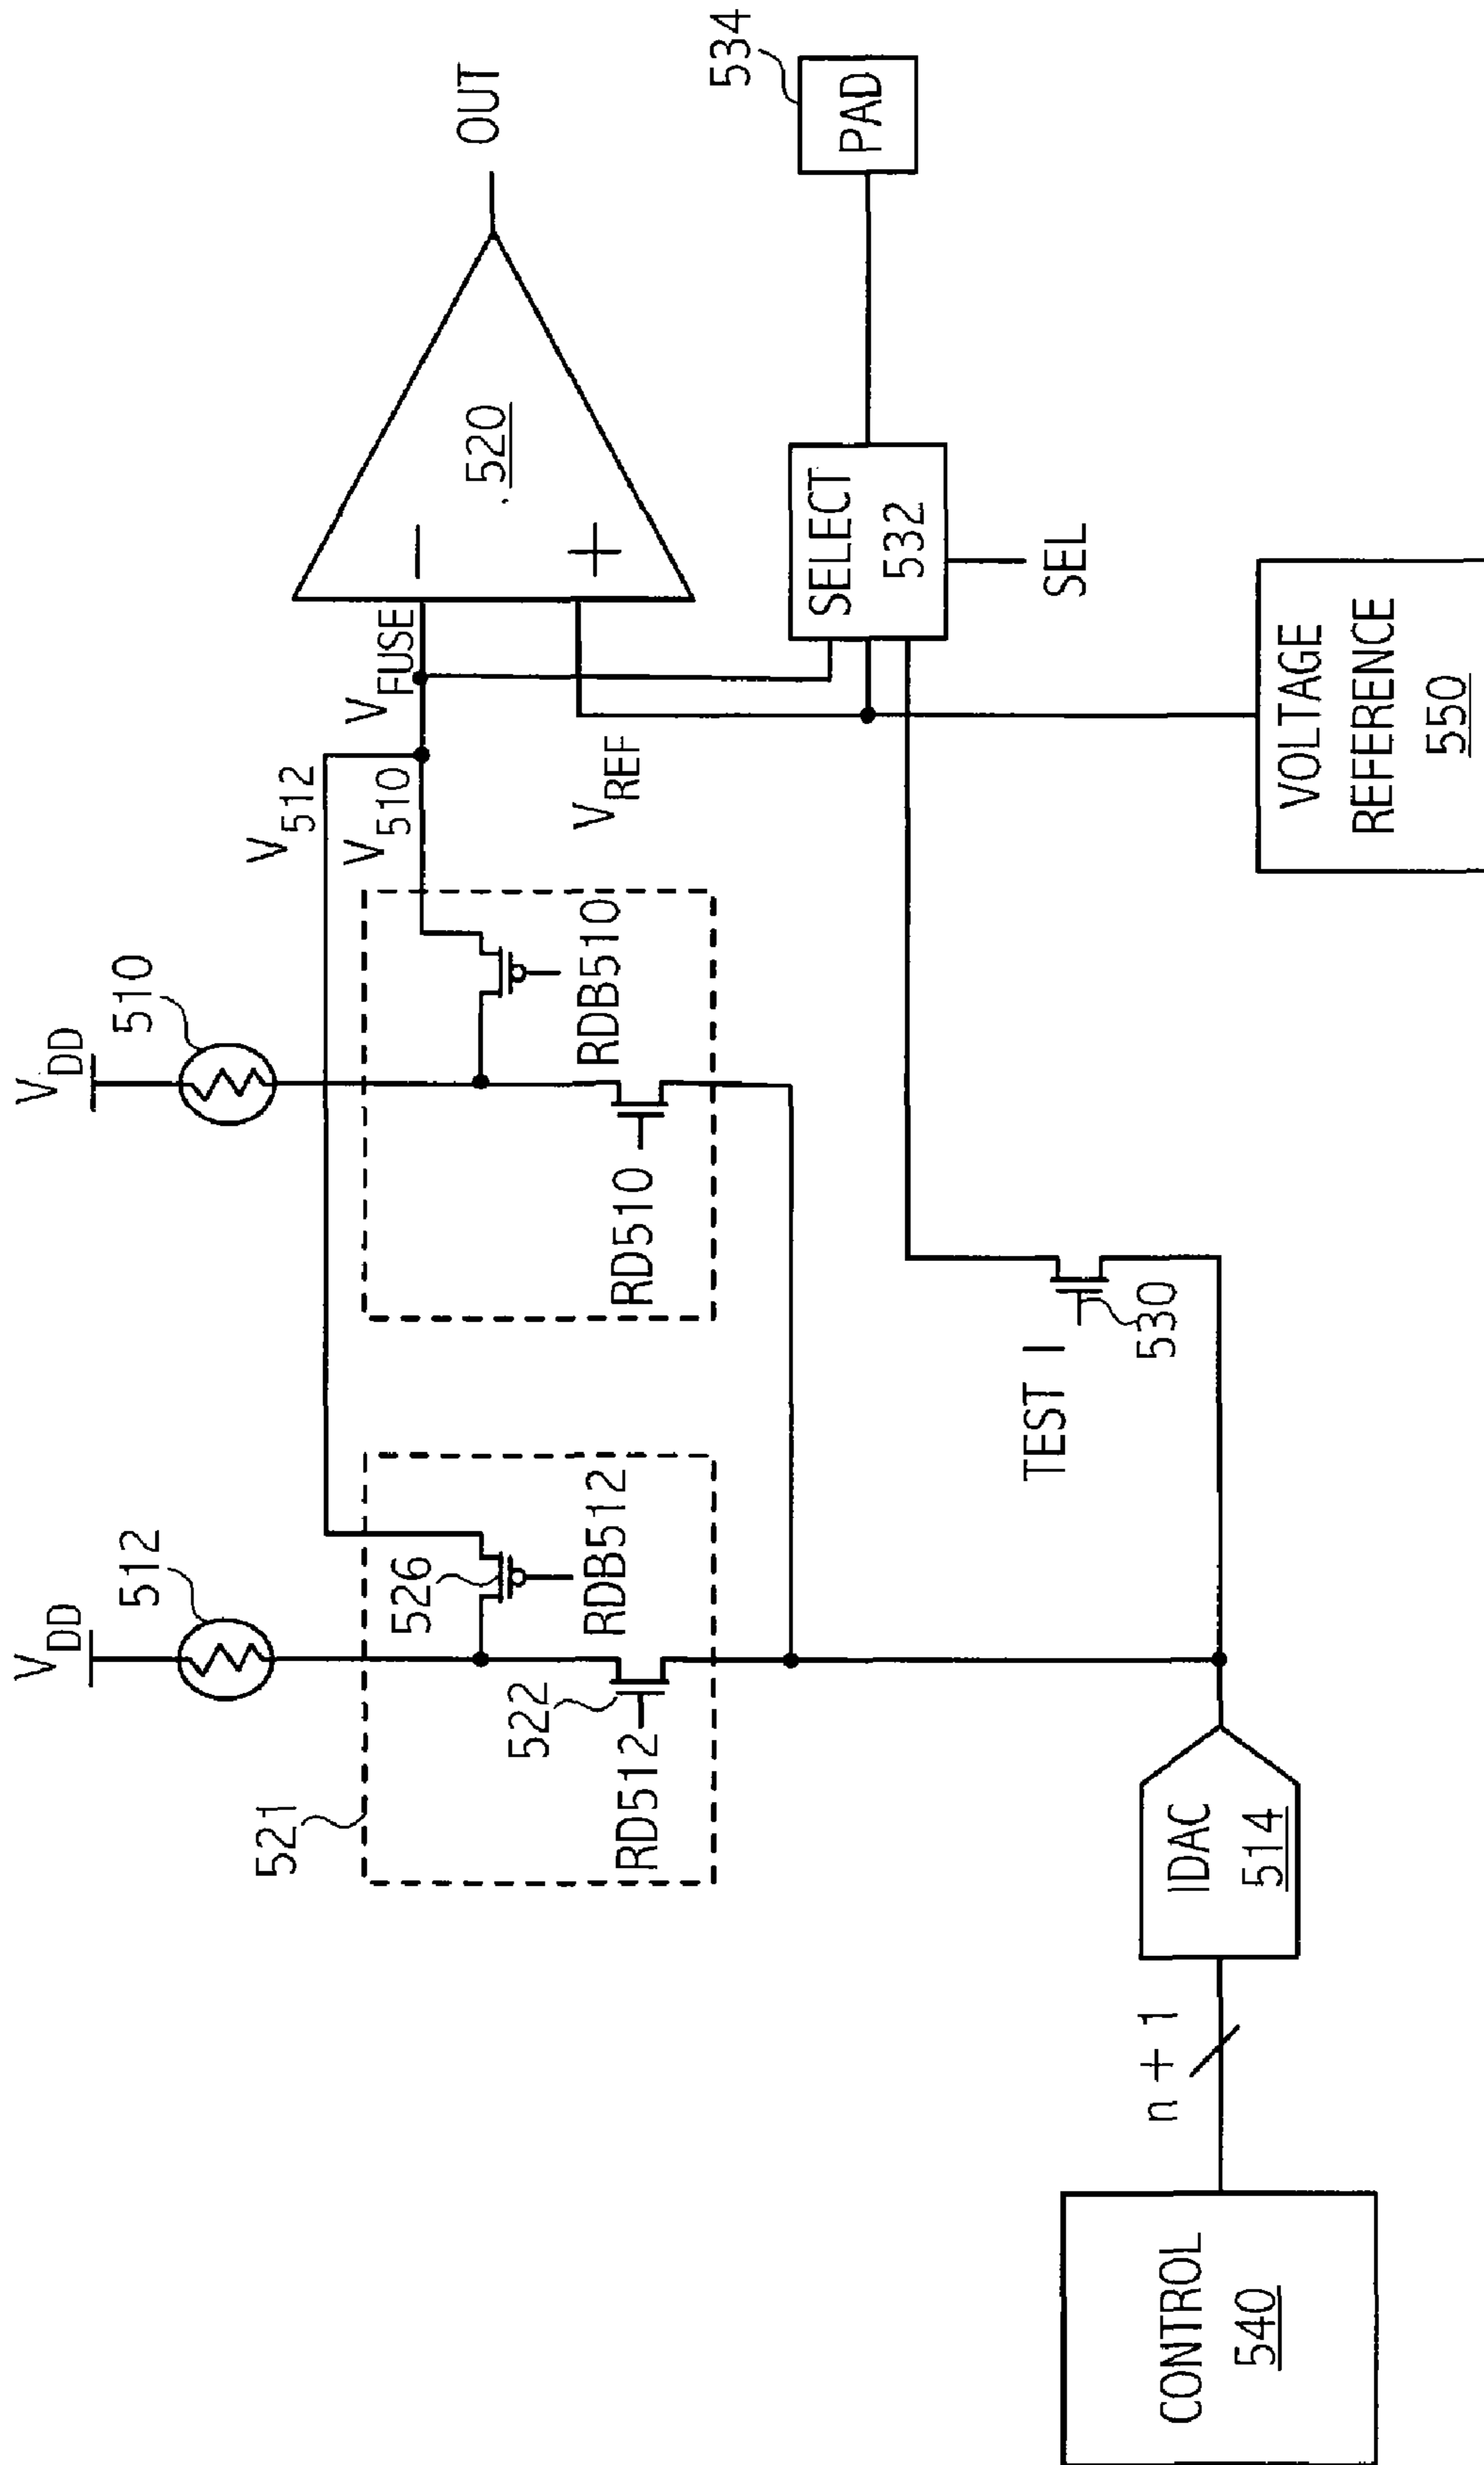 VDD
512
VDD
510
V512
V510
VFUSE
VREF
521
522
526
RD512
RDB512
RD510
RDB510
520
−
+
OUT
534
PAD
SELECT
532
SEL
TEST I
530
CONTROL
540
n + 1
IDAC
514
VOLTAGE
REFERENCE
550